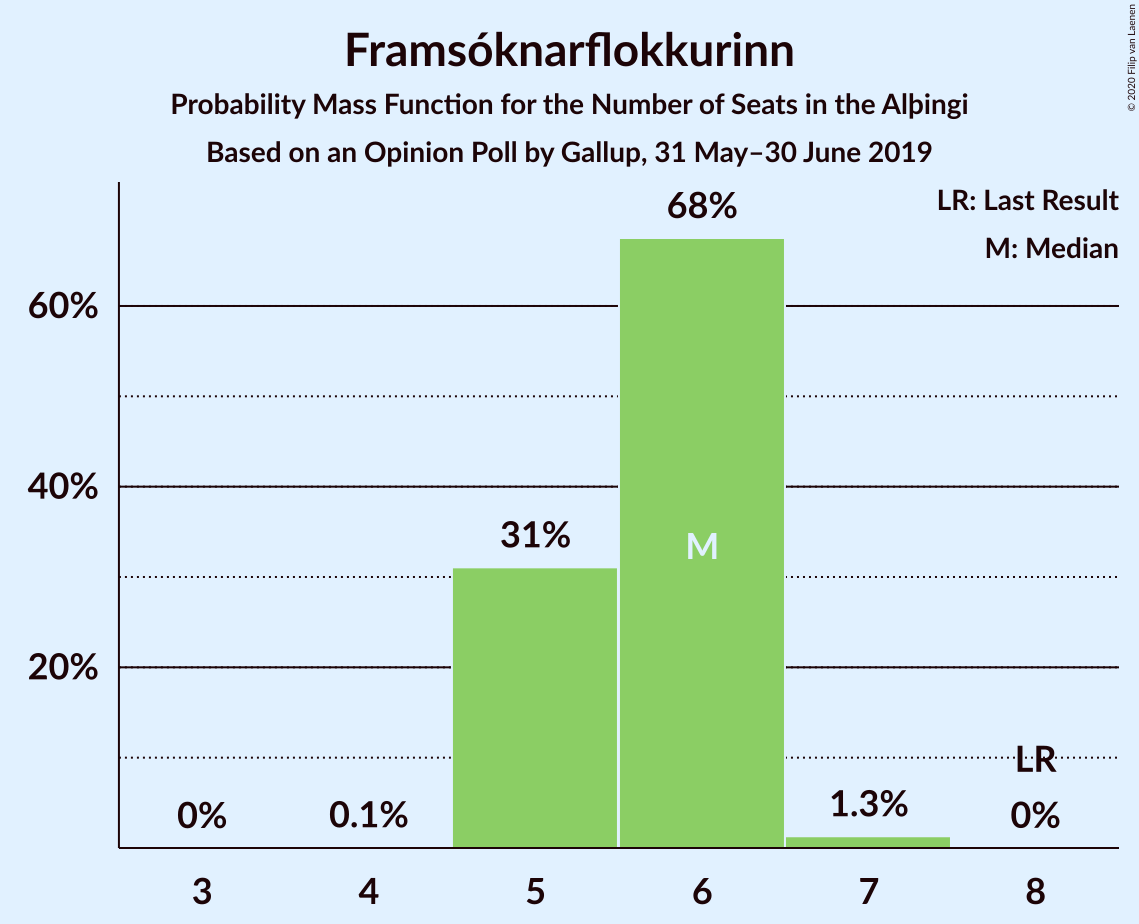 Framsóknarflokkurinn
Probability Mass Function for the Number of Seats in the Alþingi
Based on an Opinion Poll by Gallup, 31 May–30 June 2019
© 2020 Filip van Laenen
LR: Last Result
M: Median
68%
60%
31%
M
40%
20%
LR
0%
0.1%
1.3%
0%
3 4 5 6 7 8